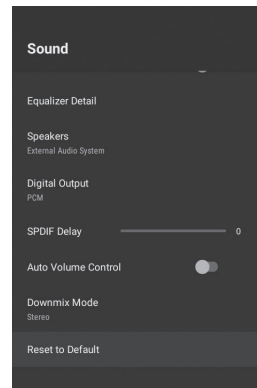 Sound
Equalizer Detail
Speakers
External Audio System
Digital Output
PCM
SPDIF Delay 0
Auto Volume Control
Downmix Mode
Stereo
Reset to Default